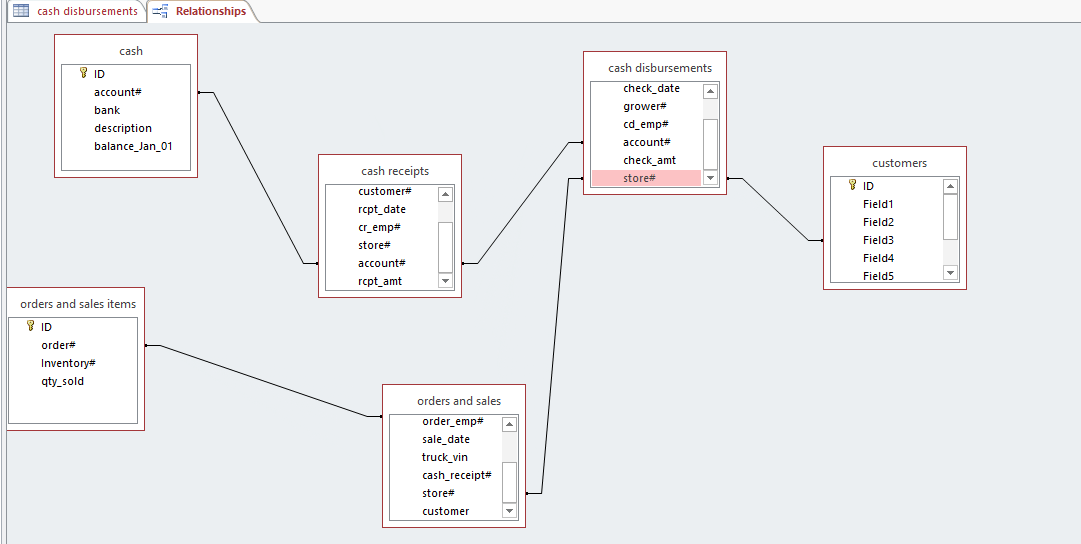 cash disbursements
Relationships
cash
ID
account#
bank
description
balance_Jan_01
cash receipts
customer#
rcpt_date
cr_emp#
store#
account#
rcpt_amt
cash disbursements
check_date
grower#
cd_emp#
account#
check_amt
store#
customers
ID
Field1
Field2
Field3
Field4
Field5
orders and sales items
ID
order#
Inventory#
qty_sold
orders and sales
order_emp#
sale_date
truck_vin
cash_receipt#
store#
customer